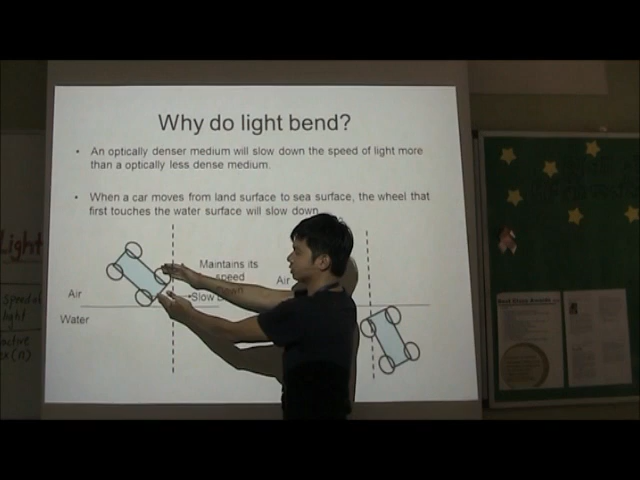 Why do light bend?
• An optically denser medium will slow down the speed of light more
than a optically less dense medium.
• When a car moves from land surface to sea surface, the wheel that
first touches the water surface will slow down
Maintains its
speed
Slow Down
Air
Water
Air
Light
speed of
light